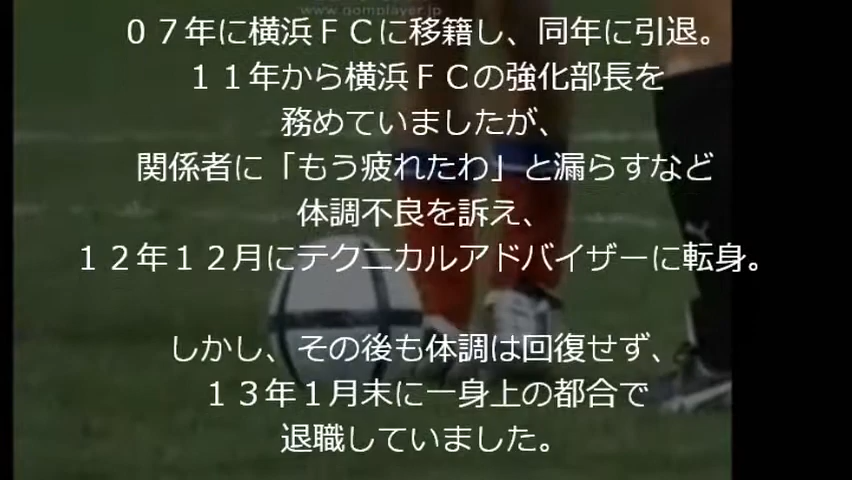 www.gomplayer.jp
０７年に横浜ＦＣに移籍し、同年に引退。
１１年から横浜ＦＣの強化部長を
務めていましたが、
関係者に「もう疲れたわ」と漏らすなど
体調不良を訴え、
１２年１２月にテクニカルアドバイザーに転身。
しかし、その後も体調は回復せず、
１３年１月末に一身上の都合で
退職していました。